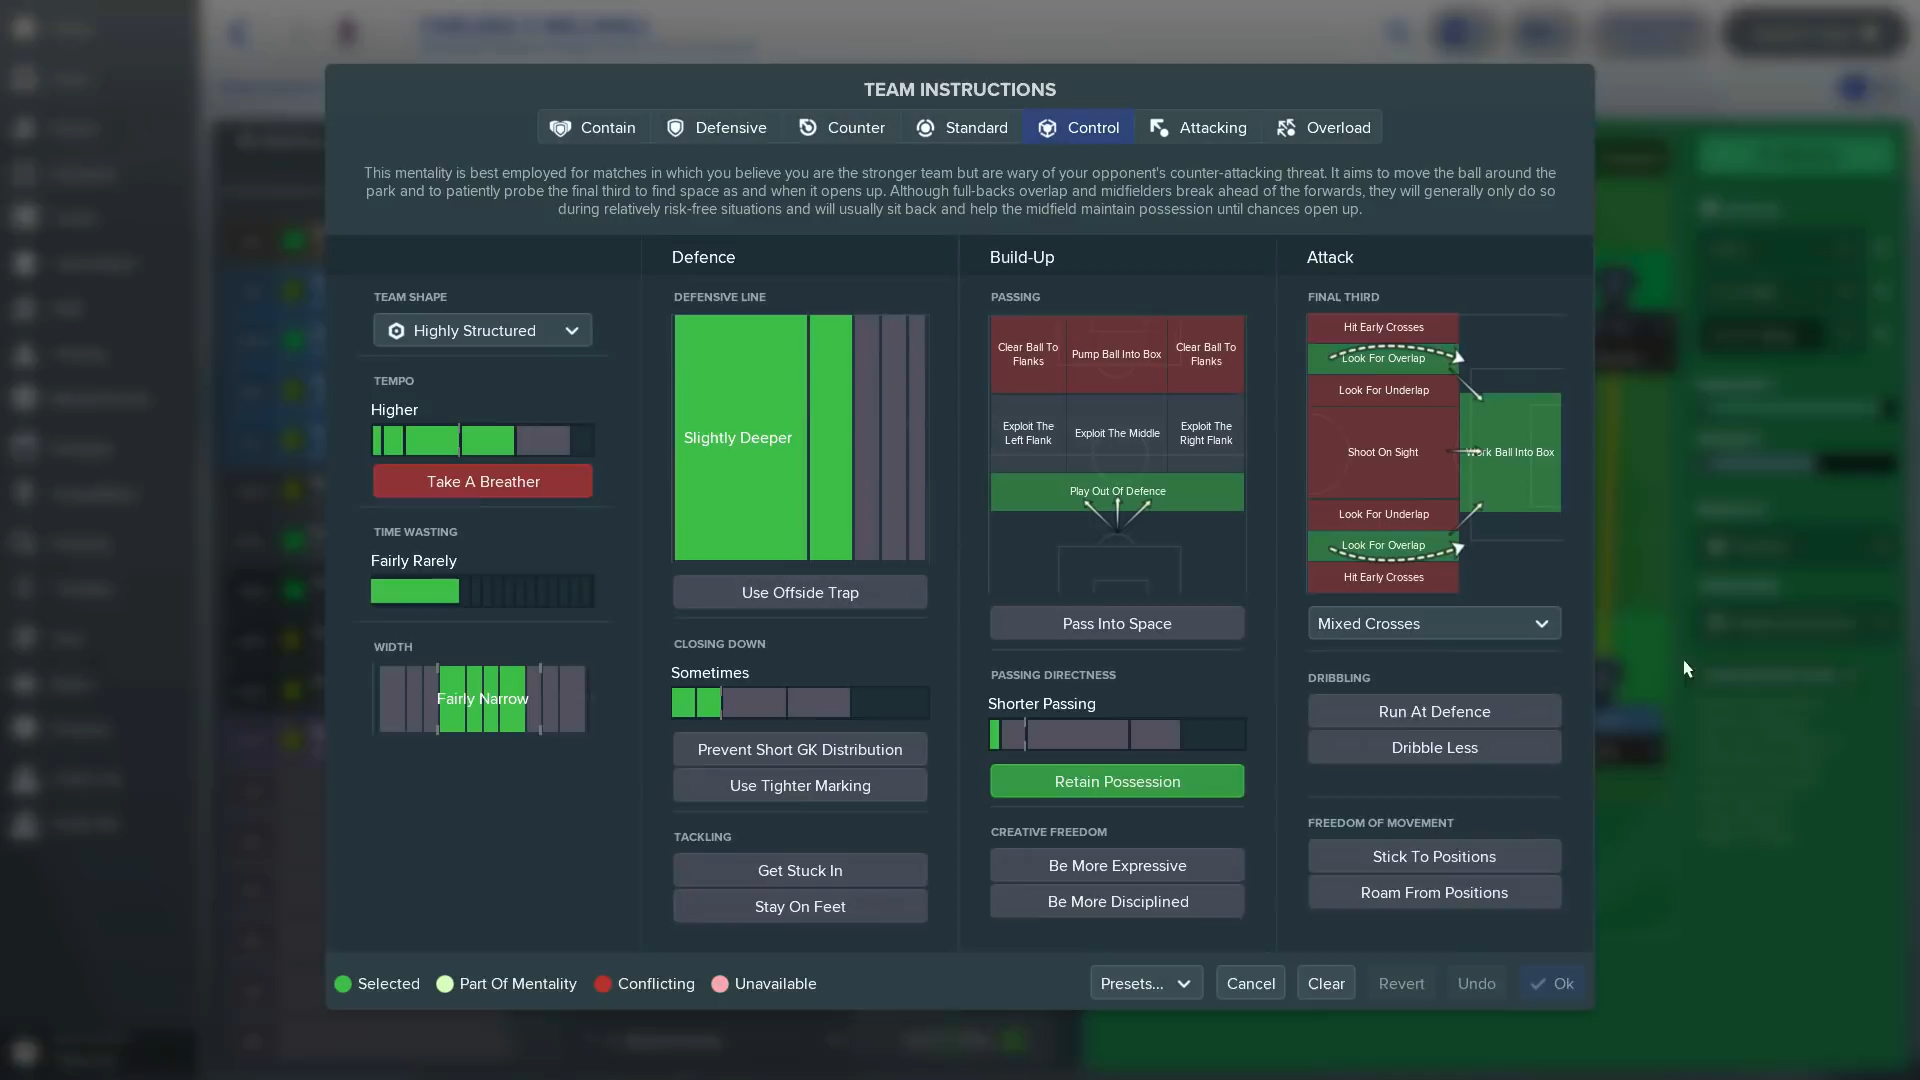 TEAM INSTRUCTIONS
Contain
Defensive
Counter
Standard
Control
Attacking
Overload
This mentality is best employed for matches in which you believe you are the stronger team but are wary of your opponent's counter-attacking threat. It aims to move the ball around the
park and to patiently probe the final third to find space as and when it opens up. Although full-backs overlap and midfielders break ahead of the forwards, they will generally only do so
during relatively risk-free situations and will usually sit back and help the midfield maintain possession until chances open up.
TEAM SHAPE
Highly Structured
TEMPO
Higher
Take A Breather
TIME WASTING
Fairly Rarely
WIDTH
Fairly Narrow
Defence
DEFENSIVE LINE
Slightly Deeper
Use Offside Trap
CLOSING DOWN
Sometimes
Prevent Short GK Distribution
Use Tighter Marking
TACKLING
Get Stuck In
Stay On Feet
Build-Up
PASSING
Clear Ball To
Flanks
Pump Ball Into Box
Clear Ball To
Flanks
Exploit The
Left Flank
Exploit The Middle
Exploit The
Right Flank
Play Out Of Defence
Pass Into Space
PASSING DIRECTNESS
Shorter Passing
Retain Possession
CREATIVE FREEDOM
Be More Expressive
Be More Disciplined
Attack
FINAL THIRD
Hit Early Crosses
Look For Overlap
Look For Underlap
Shoot On Sight
Work Ball Into Box
Look For Underlap
Look For Overlap
Hit Early Crosses
Mixed Crosses
DRIBBLING
Run At Defence
Dribble Less
FREEDOM OF MOVEMENT
Stick To Positions
Roam From Positions
Selected
Part Of Mentality
Conflicting
Unavailable
Presets...
Cancel
Clear
Revert
Undo
Ok